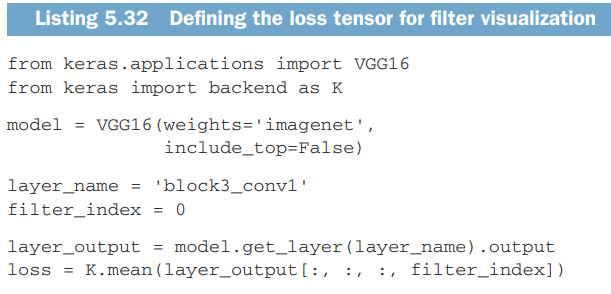 Listing 5.32 Defining the loss tensor for filter visualization
from keras.applications import VGG16
from keras import backend as K
model = VGG16(weights='imagenet',
include_top=False)
layer_name = 'block3_conv1'
filter_index = 0
layer_output = model.get_layer(layer_name).output
loss = K.mean(layer_output[:, :, :, filter_index])